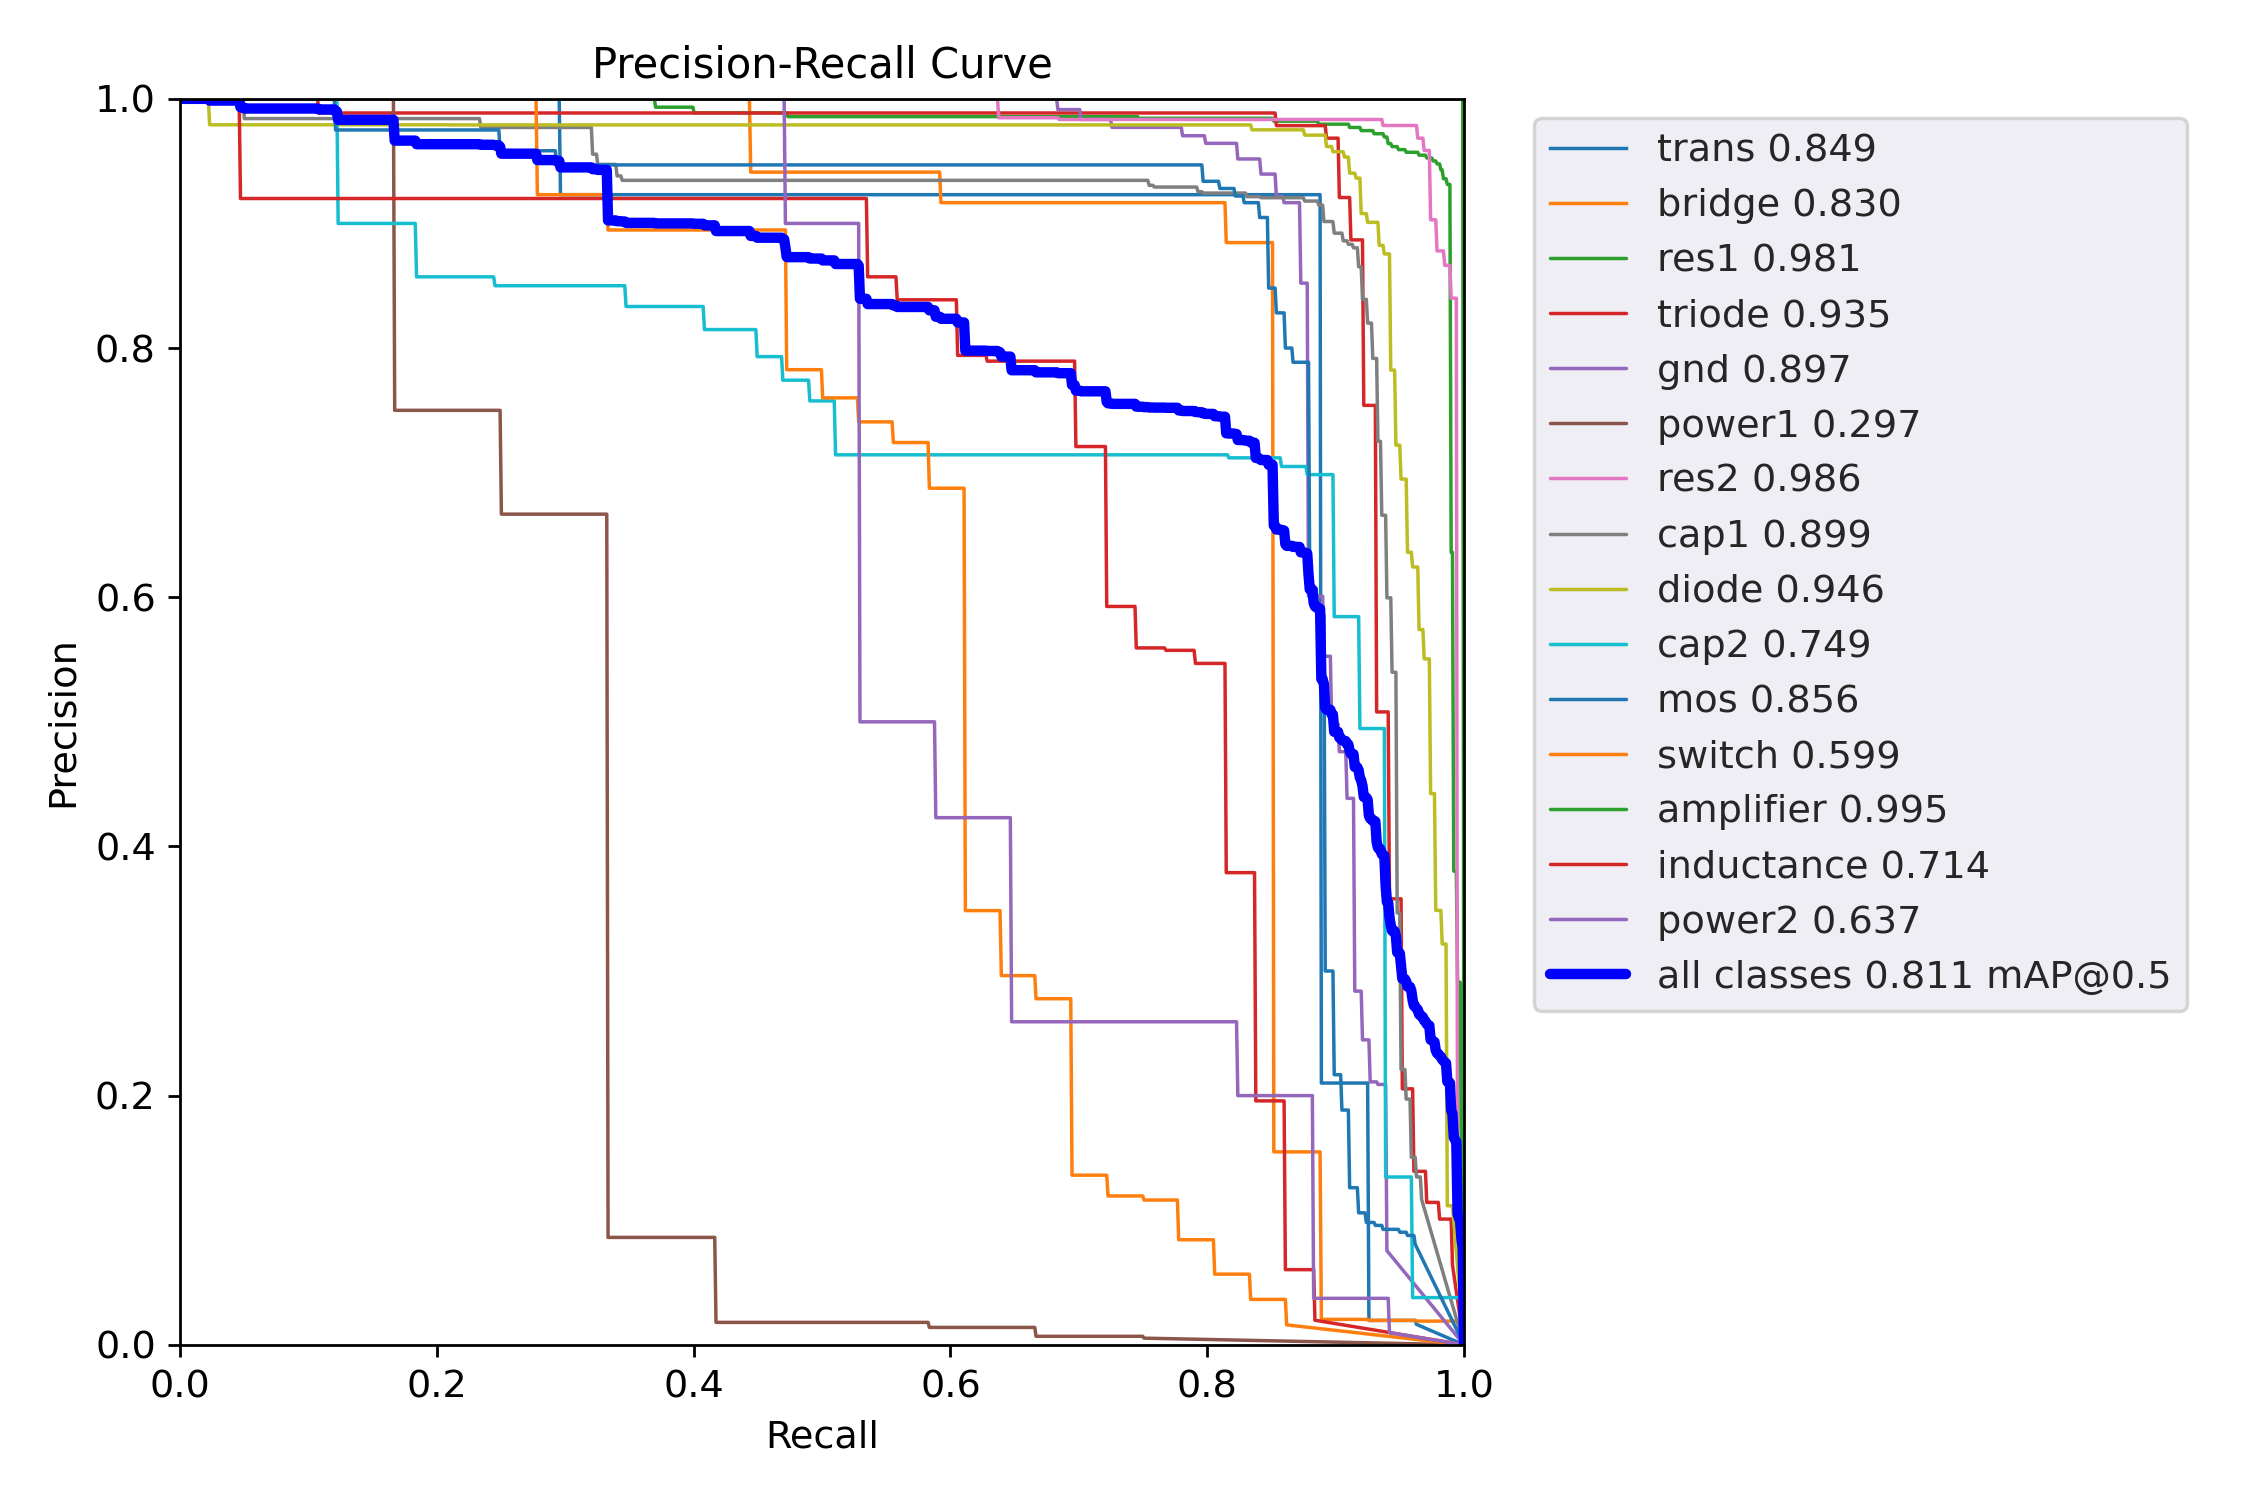 Precision-Recall Curve
1.0
0.8
0.6
0.4
0.2
0.0
Precision
0.0 0.2 0.4 0.6 0.8 1.0
Recall
trans 0.849
bridge 0.830
res1 0.981
triode 0.935
gnd 0.897
power1 0.297
res2 0.986
cap1 0.899
diode 0.946
cap2 0.749
mos 0.856
switch 0.599
amplifier 0.995
inductance 0.714
power2 0.637
all classes 0.811 mAP@0.5